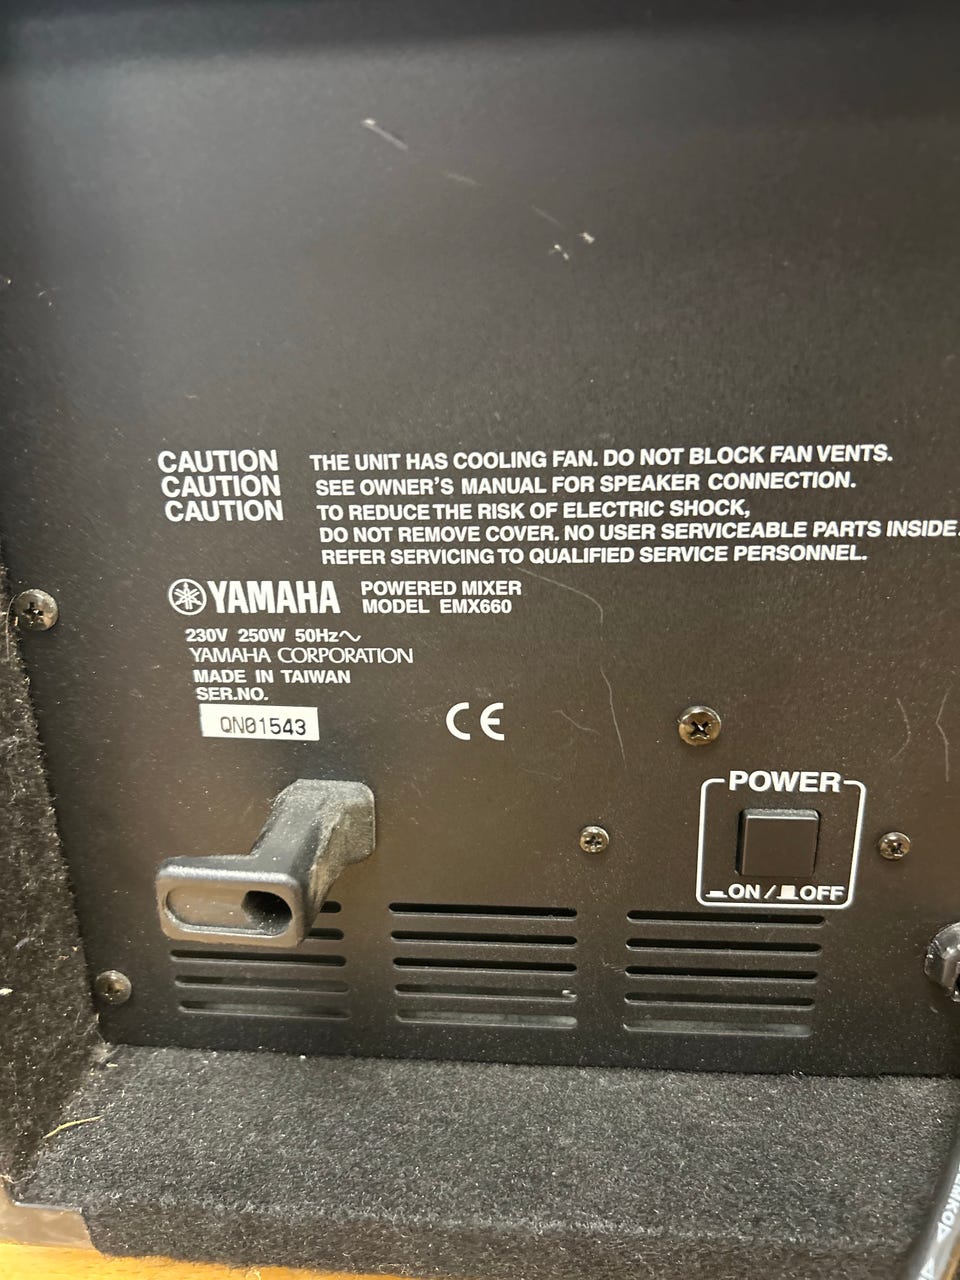 CAUTION THE UNIT HAS COOLING FAN. DO NOT BLOCK FAN VENTS.
CAUTION SEE OWNER'S MANUAL FOR SPEAKER CONNECTION.
CAUTION TO REDUCE THE RISK OF ELECTRIC SHOCK,
DO NOT REMOVE COVER. NO USER SERVICEABLE PARTS INSIDE.
REFER SERVICING TO QUALIFIED SERVICE PERSONNEL.
YAMAHA POWERED MIXER
MODEL EMX660
230V 250W 50Hz～
YAMAHA CORPORATION
MADE IN TAIWAN
SER.NO.
QN01543
CE
POWER
ON / OFF